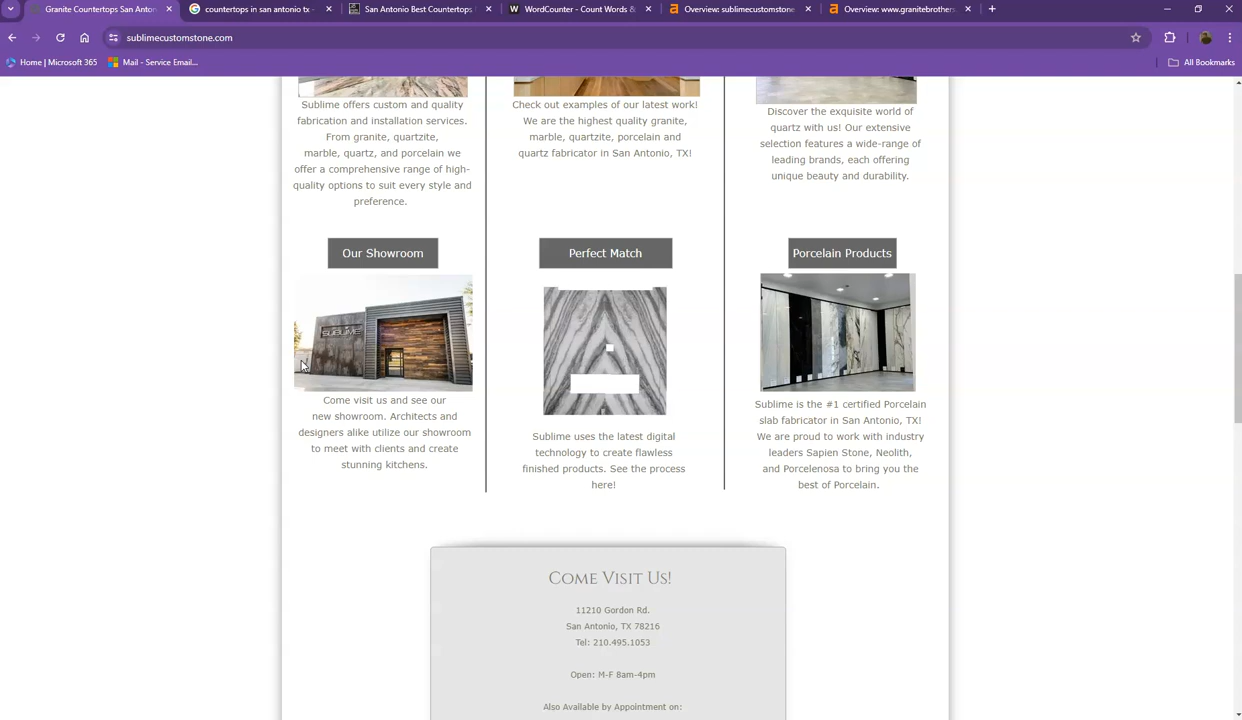 Granite Countertops San Anton
countertops in san antonio tx -
San Antonio Best Countertops
WordCounter - Count Words &
Overview: sublimecustomstone.
Overview: www.granitebrothers.
sublimecustomstone.com
Home | Microsoft 365
Mail - Service Email...
All Bookmarks
Sublime offers custom and quality
fabrication and installation services.
From granite, quartzite,
marble, quartz, and porcelain we
offer a comprehensive range of high-
quality options to suit every style and
preference.
Check out examples of our latest work!
We are the highest quality granite,
marble, quartzite, porcelain and
quartz fabricator in San Antonio, TX!
Discover the exquisite world of
quartz with us! Our extensive
selection features a wide-range of
leading brands, each offering
unique beauty and durability.
Our Showroom
SUBLIME
Come visit us and see our
new showroom. Architects and
designers alike utilize our showroom
to meet with clients and create
stunning kitchens.
Perfect Match
Sublime uses the latest digital
technology to create flawless
finished products. See the process
here!
Porcelain Products
Sublime is the #1 certified Porcelain
slab fabricator in San Antonio, TX!
We are proud to work with industry
leaders Sapien Stone, Neolith,
and Porcelenosa to bring you the
best of Porcelain.
Come Visit Us!
11210 Gordon Rd.
San Antonio, TX 78216
Tel: 210.495.1053
Open: M-F 8am-4pm
Also Available by Appointment on: